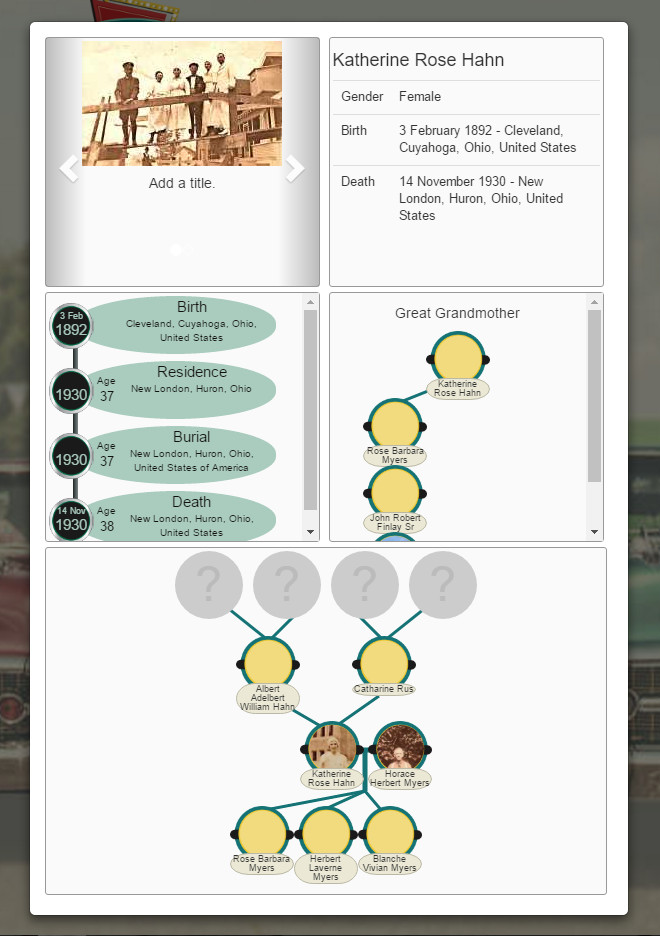 Add a title.
Katherine Rose Hahn
Gender Female
Birth 3 February 1892 - Cleveland,
Cuyahoga, Ohio, United States
Death 14 November 1930 - New
London, Huron, Ohio, United
States
3 Feb
1892
Birth
Cleveland, Cuyahoga, Ohio,
United States
1930
Age
37
Residence
New London, Huron, Ohio
1930
Age
37
Burial
New London, Huron, Ohio,
United States of America
14 Nov
1930
Age
38
Death
New London, Huron, Ohio,
United States
Great Grandmother
Katherine
Rose Hahn
Rose Barbara
Myers
John Robert
Finlay Sr
? ? ? ?
Albert
Adelbert
William Hahn
Catharine Rus
Katherine
Rose Hahn
Horace
Herbert Myers
Rose Barbara
Myers
Herbert
Laverne
Myers
Blanche
Vivian Myers